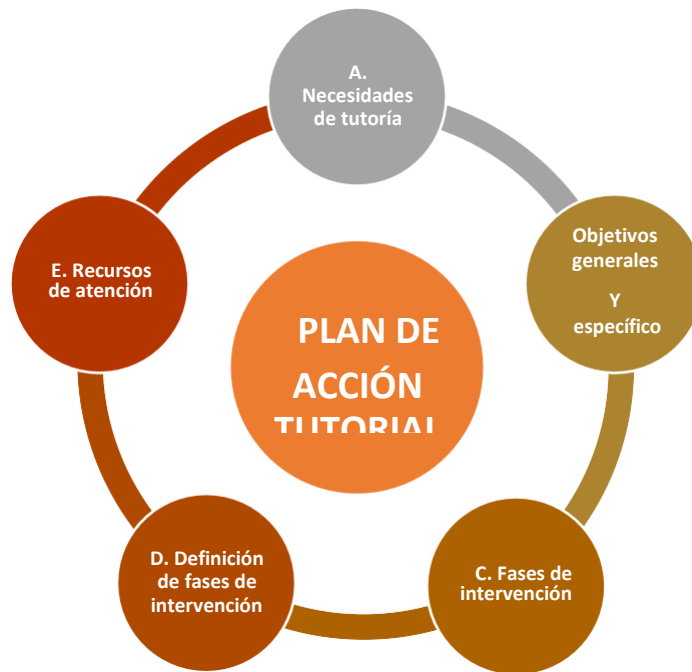 A.
Necesidades
de tutoría
Objetivos
generales
Y
específico
E. Recursos
de atención
PLAN DE
ACCIÓN
TUTORIAL
D. Definición
de fases de
intervención
C. Fases de
intervención